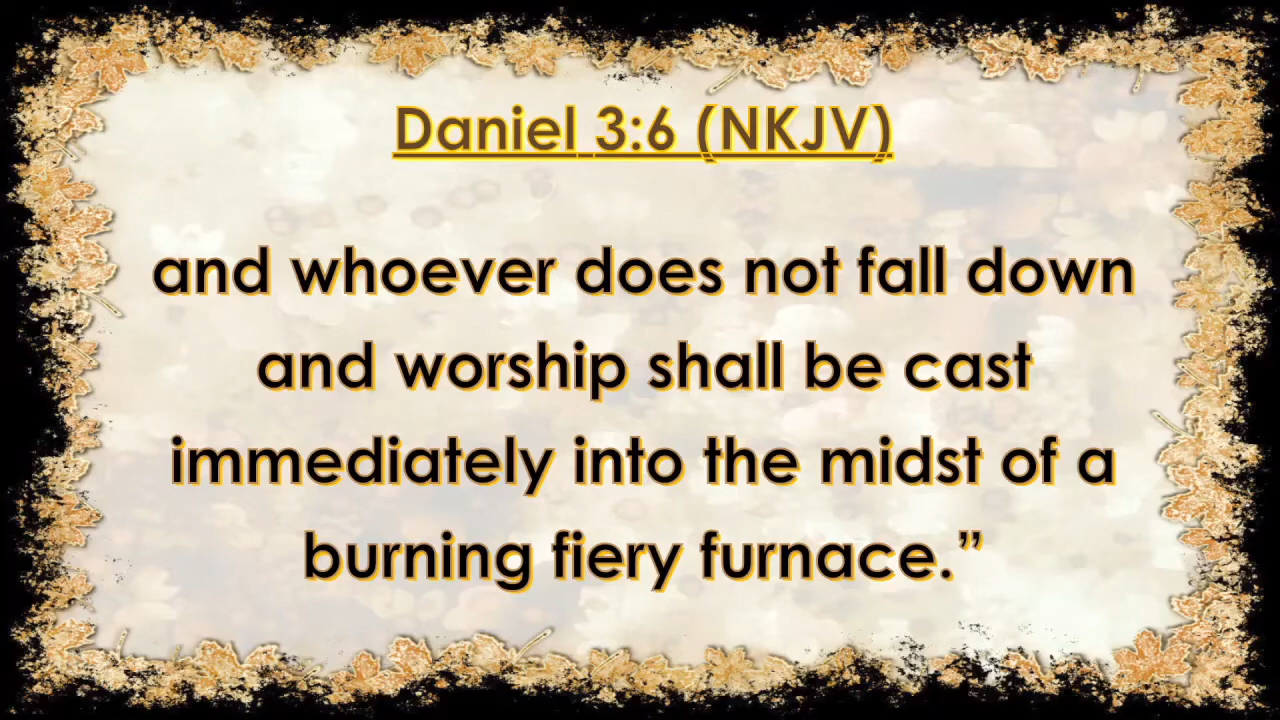 Daniel 3:6 (NKJV)
and whoever does not fall down
and worship shall be cast
immediately into the midst of a
burning fiery furnace.”